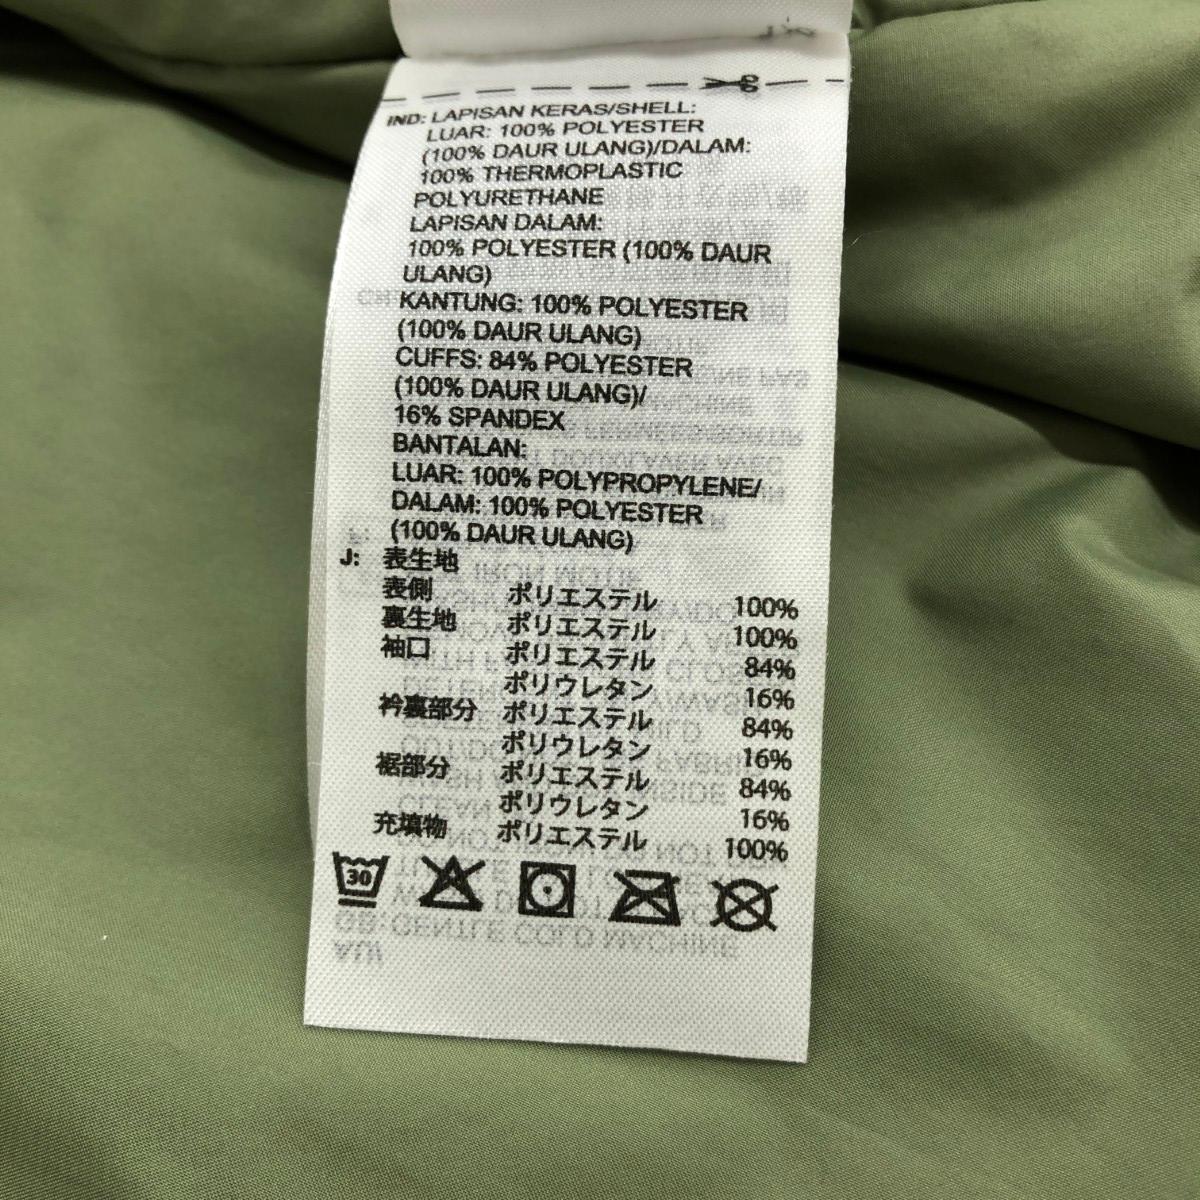 IND: LAPISAN KERAS/SHELL:
LUAR: 100% POLYESTER
(100% DAUR ULANG)/DALAM:
100% THERMOPLASTIC
POLYURETHANE
LAPISAN DALAM:
100% POLYESTER (100% DAUR
ULANG)
KANTUNG: 100% POLYESTER
(100% DAUR ULANG)
CUFFS: 84% POLYESTER
(100% DAUR ULANG)/
16% SPANDEX
BANTALAN:
LUAR: 100% POLYPROPYLENE/
DALAM: 100% POLYESTER
(100% DAUR ULANG)
J: 表生地
表側 ポリエステル 100%
裏生地 ポリエステル 100%
袖口 ポリエステル 84%
ポリウレタン 16%
衿裏部分 ポリエステル 84%
ポリウレタン 16%
裾部分 ポリエステル 84%
ポリウレタン 16%
充填物 ポリエステル 100%
30